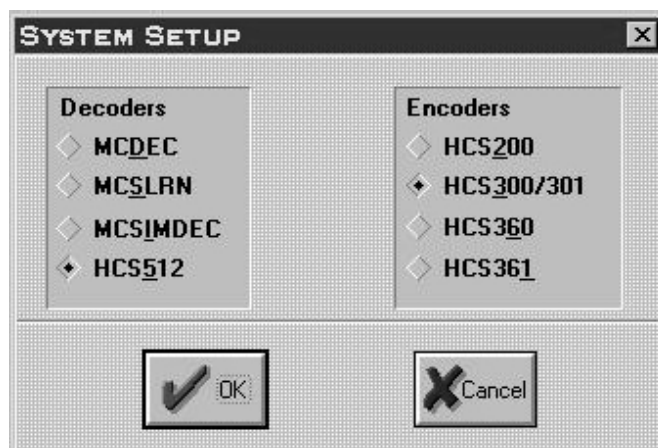 SYSTEM SETUP
Decoders
MCDEC
MCSLRN
MCSIMDEC
HCS512
Encoders
HCS200
HCS300/301
HCS360
HCS361
OK
Cancel